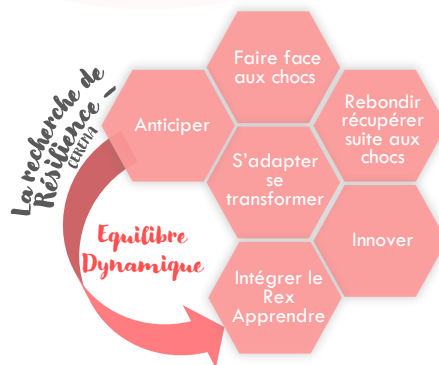 La recherche de
Résilience –
CEREMA
Anticiper
Faire face
aux chocs
Rebondir
récupérer
suite aux
chocs
S'adapter
se
transformer
Innover
Intégrer le
Rex
Apprendre
Equilibre
Dynamique